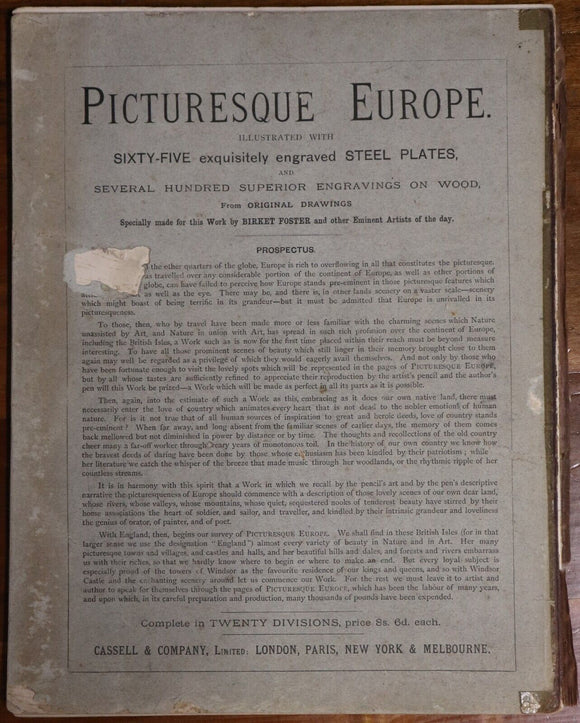 PICTURESQUE EUROPE.
ILLUSTRATED WITH
SIXTY-FIVE exquisitely engraved STEEL PLATES,
AND
SEVERAL HUNDRED SUPERIOR ENGRAVINGS ON WOOD,
From ORIGINAL DRAWINGS
Specially made for this Work by BIRKET FOSTER and other Eminent Artists of the day.
PROSPECTUS.
the other quarters of the globe, Europe is rich to overflowing in all that constitutes the picturesque.
as travelled over any considerable portion of the continent of Europe, as well as other portions of
globe, can have failed to perceive how Europe stands pre-eminent in those picturesque features which
as well as the eye. There may be, and there is, in other lands scenery on a vaster scale—scenery
which might boast of being terrific in its grandeur—but it must be admitted that Europe is unrivalled in its
picturesqueness.
To those, then, who by travel have been made more or less familiar with the charming scenes which Nature
unassisted by Art, and Nature in union with Art, has spread in such rich profusion over the continent of Europe,
including the British Isles, a Work such as is now for the first time placed within their reach must be beyond measure
interesting. To have all those prominent scenes of beauty which still linger in their memory brought close to them
again may well be regarded as a privilege of which they would eagerly avail themselves. And not only by those who
have been fortunate enough to visit the lovely spots which will be represented in the pages of PICTURESQUE EUROPE,
but by all whose tastes are sufficiently refined to appreciate their reproduction by the artist's pencil and the author's
pen will this Work be prized—a Work which will be made as perfect in all its parts as it is possible.
Then, again, into the estimate of such a Work as this, embracing as it does our own native land, there must
necessarily enter the love of country which animates every heart that is not dead to the nobler emotions of human
nature. For is it not true that of all human sources of inspiration to great and heroic deeds, love of country stands
pre-eminent? When far away, and long absent from the familiar scenes of earlier days, the memory of them comes
back mellowed but not diminished in power by distance or by time. The thoughts and recollections of the old country
cheer many a far-off worker through weary years of monotonous toil. In the history of our own country we know how
the bravest deeds of daring have been done by those whose enthusiasm has been kindled by their patriotism; while
her literature we catch the whisper of the breeze that made music through her woodlands, or the rhythmic ripple of her
countless streams.
It is in harmony with this spirit that a Work in which we recall by the pencil's art and by the pen's descriptive
narrative the picturesqueness of Europe should commence with a description of those lovely scenes of our own dear land,
whose rivers, whose valleys, whose mountains, whose quiet, sequestered nooks of tenderest beauty have stirred by their
home associations the heart of soldier, and sailor, and traveller, and kindled by their intrinsic grandeur and loveliness
the genius of orator, of painter, and of poet.
With England, then, begins our survey of PICTURESQUE EUROPE. We shall find in these British Isles (for in that
larger sense we use the designation "England") almost every variety of beauty in Nature and in Art. Her many
picturesque towns and villages, and castles and halls, and her beautiful hills and dales, and forests and rivers embarrass
us with their riches, so that we hardly know where to begin or where to make an end. But every loyal subject is
especially proud of the towers of Windsor as the favourite residence of our kings and queens, and so with Windsor
Castle and the enchanting scenery around let us commence our Work. For the rest we must leave it to artist and
author to speak for themselves through the pages of PICTURESQUE EUROPE, which has been the labour of many years,
and upon which, in its careful preparation and production, many thousands of pounds have been expended.
Complete in TWENTY DIVISIONS, price 8s. 6d. each.
CASSELL & COMPANY, LIMITED: LONDON, PARIS, NEW YORK & MELBOURNE.